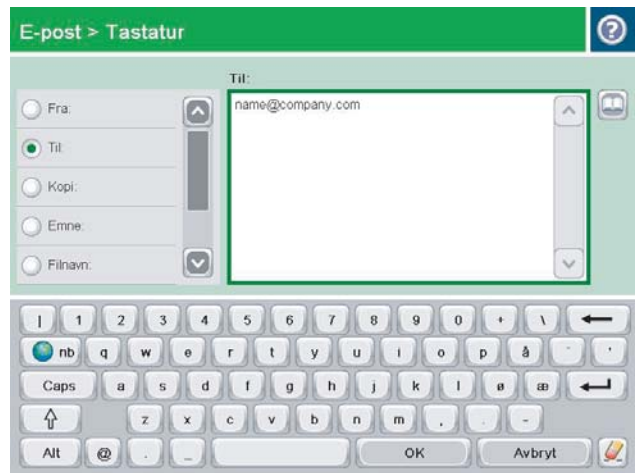 E-post > Tastatur
Til:
Fra:
name@company.com
Til:
Kopi:
Emne:
Filnavn:
| 1 2 3 4 5 6 7 8 9 0 + \
nb q w e r t y u i o p å ¨ '
Caps a s d f g h j k l ø æ
z x c v b n m , . -
Alt @ . _ OK Avbryt